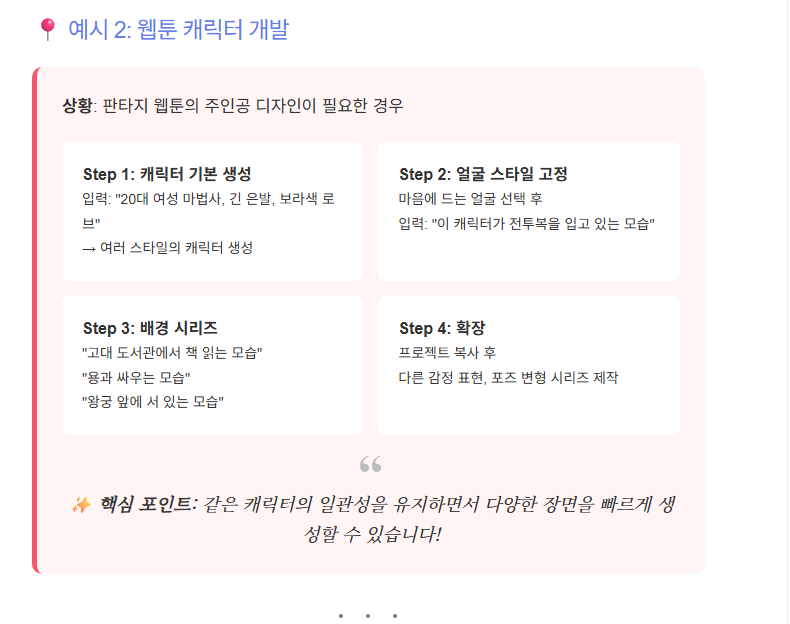 예시 2: 웹툰 캐릭터 개발
상황: 판타지 웹툰의 주인공 디자인이 필요한 경우
Step 1: 캐릭터 기본 생성
입력: "20대 여성 마법사, 긴 은발, 보라색 로
브"
→ 여러 스타일의 캐릭터 생성
Step 2: 얼굴 스타일 고정
마음에 드는 얼굴 선택 후
입력: "이 캐릭터가 전투복을 입고 있는 모습"
Step 3: 배경 시리즈
"고대 도서관에서 책 읽는 모습"
"용과 싸우는 모습"
"왕궁 앞에 서 있는 모습"
Step 4: 확장
프로젝트 복사 후
다른 감정 표현, 포즈 변형 시리즈 제작
“
✨ 핵심 포인트: 같은 캐릭터의 일관성을 유지하면서 다양한 장면을 빠르게 생
성할 수 있습니다!